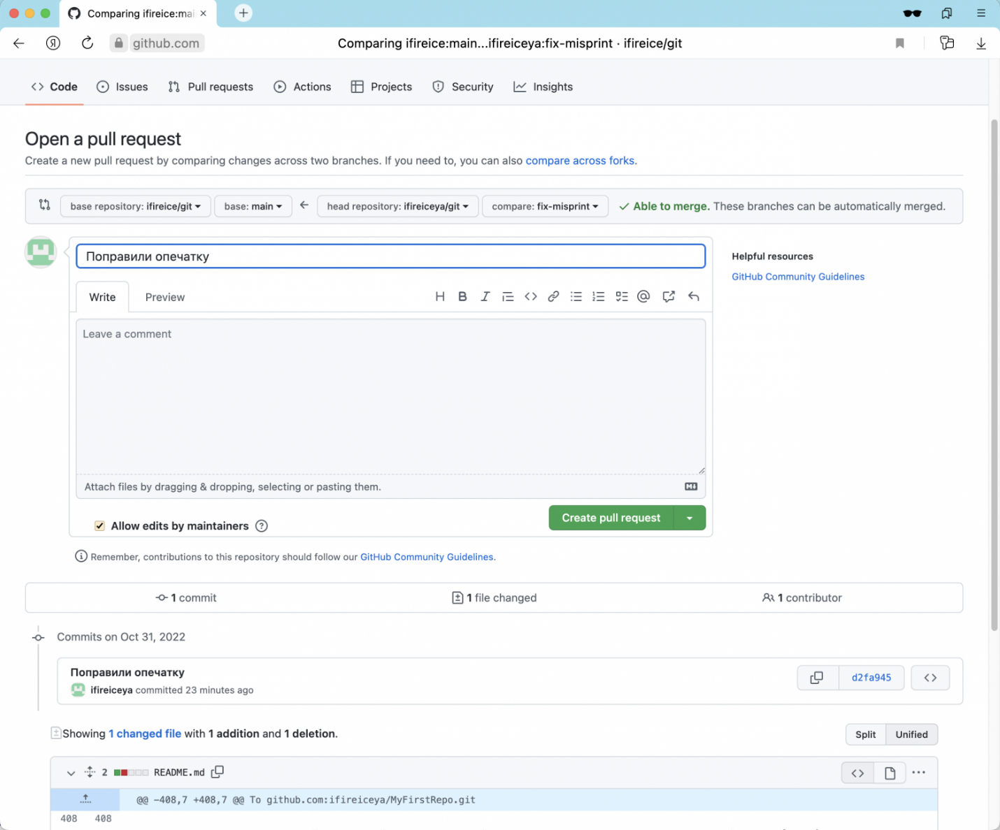 Comparing ifireice:mai
github.com
Comparing ifireice:main...ifireiceya:fix-misprint · ifireice/git
Code Issues Pull requests Actions Projects Security Insights
Open a pull request
Create a new pull request by comparing changes across two branches. If you need to, you can also compare across forks.
base repository: ifireice/git base: main head repository: ifireiceya/git compare: fix-misprint Able to merge. These branches can be automatically merged.
Поправили опечатку
Helpful resources
GitHub Community Guidelines
Write Preview
Leave a comment
Attach files by dragging & dropping, selecting or pasting them.
Allow edits by maintainers
Create pull request
Remember, contributions to this repository should follow our GitHub Community Guidelines.
1 commit 1 file changed 1 contributor
Commits on Oct 31, 2022
Поправили опечатку
ifireiceya committed 23 minutes ago
d2fa945
Showing 1 changed file with 1 addition and 1 deletion.
Split Unified
2 README.md
@@ -408,7 +408,7 @@ To github.com:ifireiceya/MyFirstRepo.git
408 408